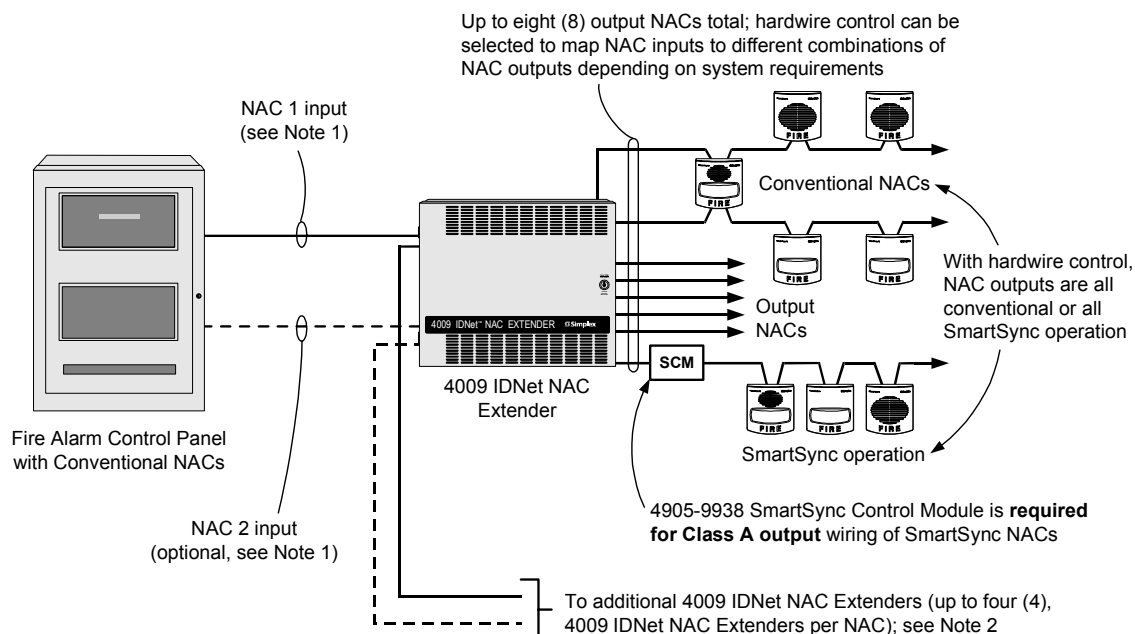 Up to eight (8) output NACs total; hardwire control can be
selected to map NAC inputs to different combinations of
NAC outputs depending on system requirements
NAC 1 input
(see Note 1)
FIRE
FIRE
FIRE
Conventional NACs
FIRE
FIRE
With hardwire control,
NAC outputs are all
conventional or all
SmartSync operation
Output
NACs
4009 IDNet™ NAC EXTENDER Simplex
SCM
4009 IDNet NAC
Extender
FIRE
FIRE
FIRE
SmartSync operation
Fire Alarm Control Panel
with Conventional NACs
4905-9938 SmartSync Control Module is required
for Class A output wiring of SmartSync NACs
NAC 2 input
(optional, see Note 1)
To additional 4009 IDNet NAC Extenders (up to four (4),
4009 IDNet NAC Extenders per NAC); see Note 2